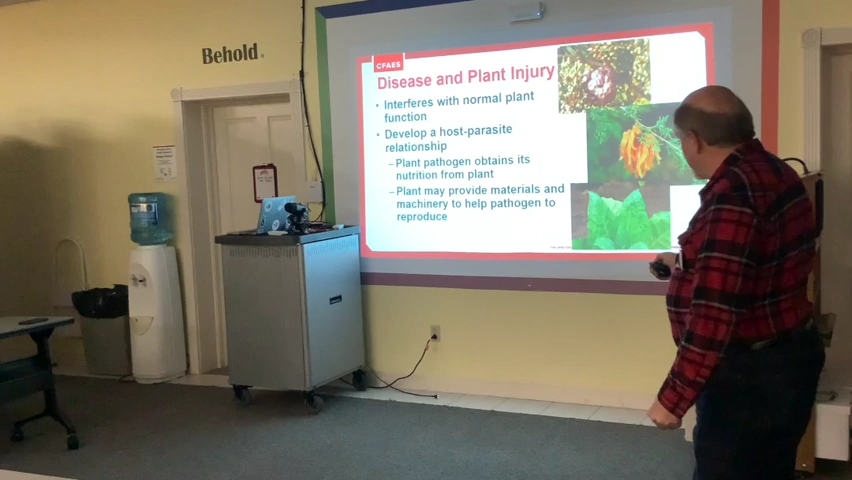 Behold.
CFAES
Disease and Plant Injury
• Interferes with normal plant
function
• Develop a host-parasite
relationship
–Plant pathogen obtains its
nutrition from plant
–Plant may provide materials and
machinery to help pathogen to
reproduce